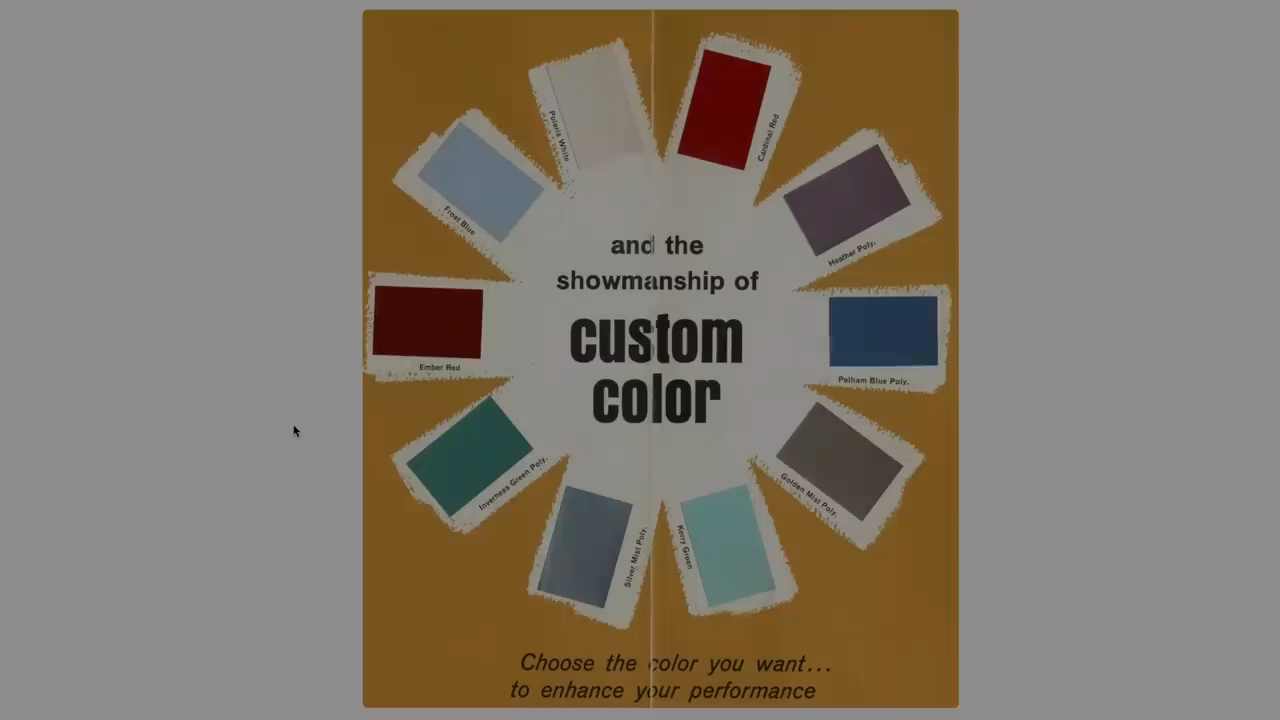 Polaris White
Cardinal Red
Frost Blue
Heather Poly.
and the
showmanship of
custom
color
Ember Red
Pelham Blue Poly.
Inverness Green Poly.
Golden Mist Poly.
Silver Mist Poly.
Kerry Green
Choose the color you want...
to enhance your performance